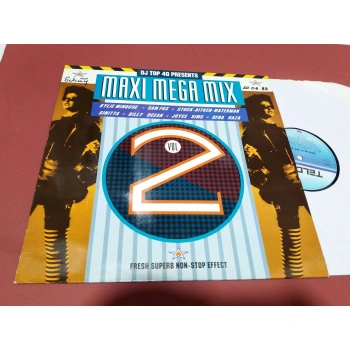 DJ TOP 40 PRESENTS
MAXI MEGA MIX
KYLIE MINOGUE - SAM FOX - STOCK-AITKEN-WATERMAN
SINITTA - BILLY OCEAN - JOYCE SIMS - OFRA HAZA
VOL
2
FRESH SUPERB NON-STOP EFFECT
TELD